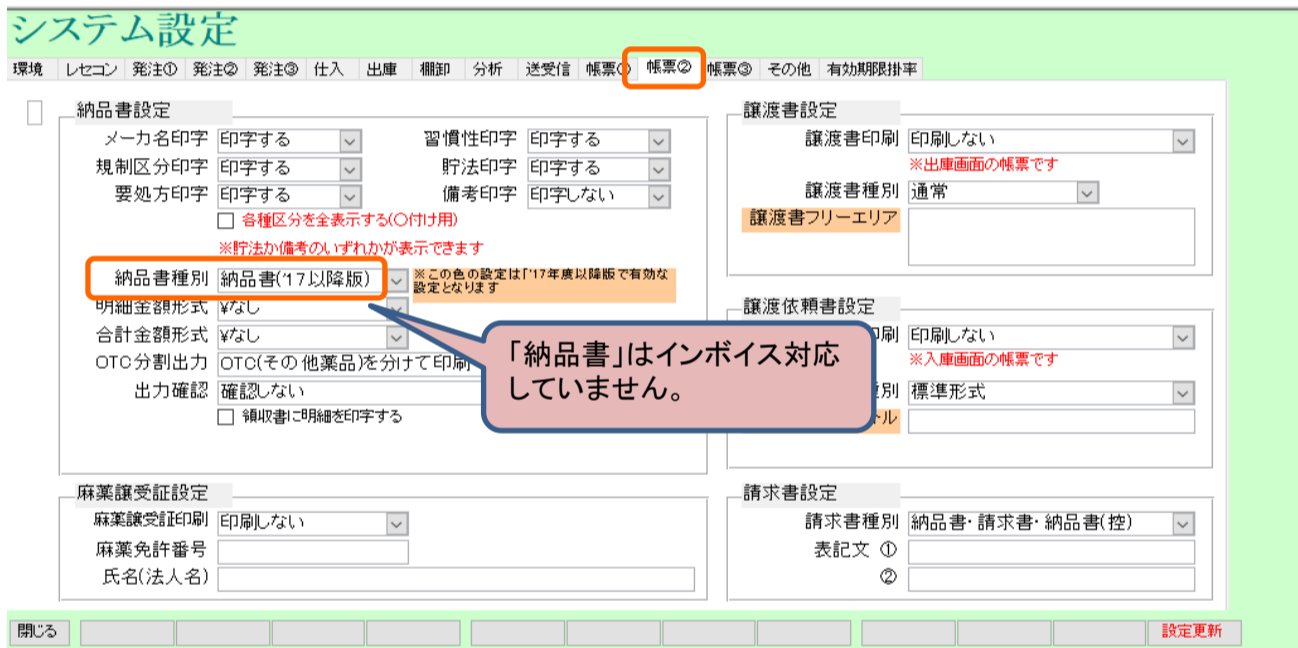 システム設定
環境 レセコン 発注① 発注② 発注③ 仕入 出庫 棚卸 分析 送受信 帳票① 帳票② 帳票③ その他 有効期限掛率
納品書設定
メーカ名印字 印字する 習慣性印字 印字する
規制区分印字 印字する 貯法印字 印字する
要処方印字 印字する 備考印字 印字しない
各種区分を全表示する(〇付け用)
※貯法か備考のいずれかが表示できます
納品書種別 納品書('17以降版)
※この色の設定は「'17年度以降版で有効な
設定となります
明細金額形式 ¥なし
合計金額形式 ¥なし
OTC分割出力 OTC(その他薬品)を分けて印刷
出力確認 確認しない
領収書に明細を印字する
「納品書」はインボイス対応
していません。
譲渡書設定
譲渡書印刷 印刷しない
※出庫画面の帳票です
譲渡書種別 通常
譲渡書フリーエリア
譲渡依頼書設定
刷 印刷しない
※入庫画面の帳票です
別 標準形式
トル
麻薬譲受証設定
麻薬譲受証印刷 印刷しない
麻薬免許番号
氏名(法人名)
請求書設定
請求書種別 納品書・請求書・納品書(控)
表記文 ①
②
閉じる 設定更新